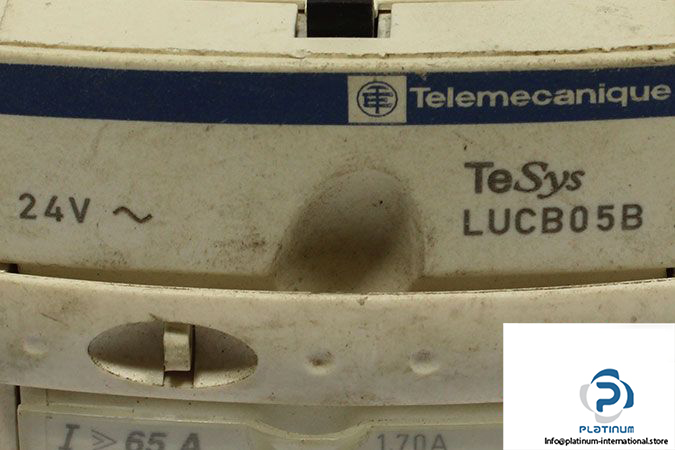 Telemecanique
24V ~
TeSys
LUCB05B
I ≫ 65 A
170A
PLATINUM
Info@platinum-international.store